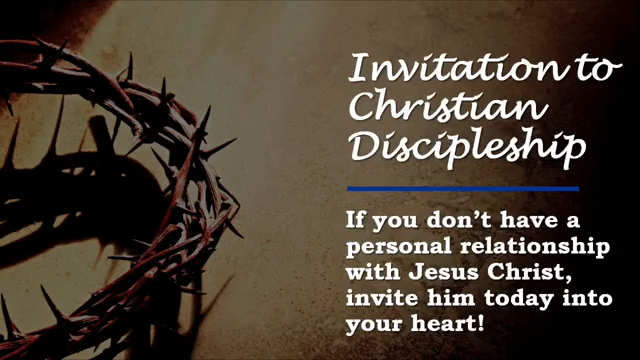 Invitation to
Christian
Discipleship
If you don't have a
personal relationship
with Jesus Christ,
invite him today into
your heart!